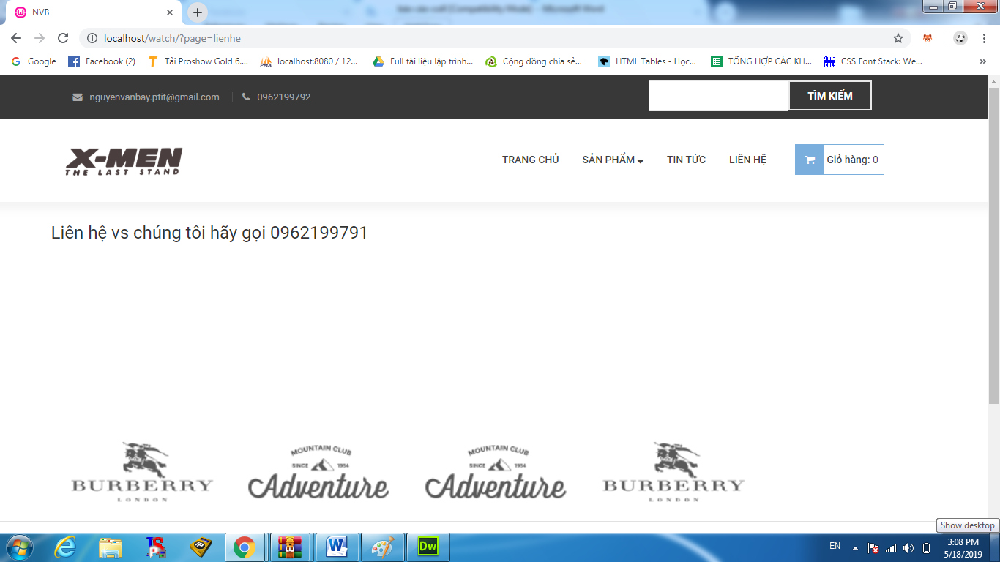 NVB
localhost/watch/?page=lienhe
Google Facebook (2) Tải Proshow Gold 6.... localhost:8080 / 12... Full tài liệu lập trình... Cộng đồng chia sẻ... HTML Tables - Học... TỔNG HỢP CÁC KH... CSS Font Stack: We... »
nguyenvanbay.ptit@gmail.com 0962199792 TÌM KIẾM
X-MEN
THE LAST STAND
TRANG CHỦ SẢN PHẨM TIN TỨC LIÊN HỆ Giỏ hàng: 0
Liên hệ vs chúng tôi hãy gọi 0962199791
BURBERRY
LONDON
MOUNTAIN CLUB
SINCE 1954
Adventure
MOUNTAIN CLUB
SINCE 1954
Adventure
BURBERRY
LONDON
Show desktop
EN 3:08 PM
5/18/2019